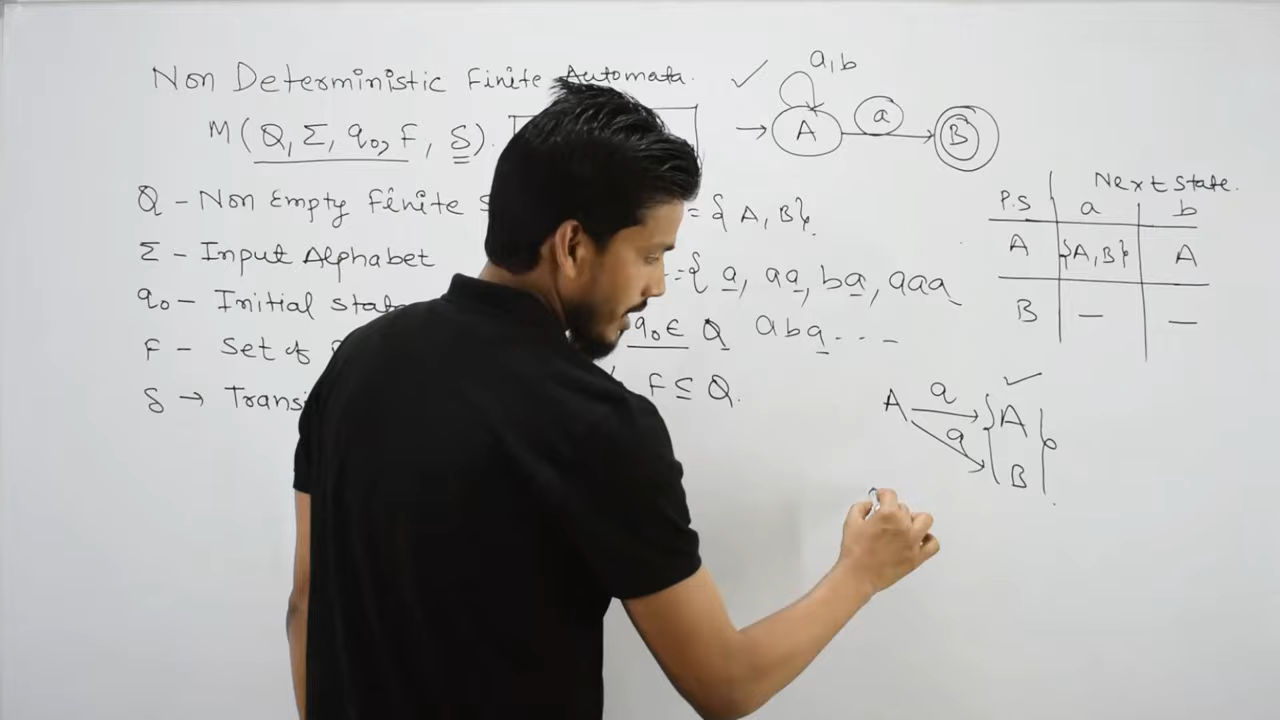 Non Deterministic Finite Automata. ✓
M(Q, Σ, q0, F, δ).
Q - Non Empty Finite
Σ - Input Alphabet
q0 - Initial
F - Set of
δ →
= {A, B}.
= { a, aa, ba, aaa
q0 ∈ Q aba...
F ⊆ Q.
a,b
→ A a B
Next State.
P.S a b
A {A,B} A
B — —
A a { A ✓
a B }